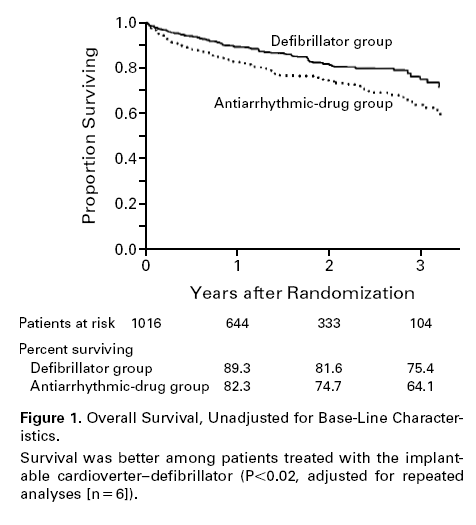 1.0
0.8
0.6
0.4
0.2
0.0
Proportion Surviving
Defibrillator group
Antiarrhythmic-drug group
0 1 2 3
Years after Randomization
Patients at risk 1016 644 333 104
Percent surviving
Defibrillator group 89.3 81.6 75.4
Antiarrhythmic-drug group 82.3 74.7 64.1
Figure 1. Overall Survival, Unadjusted for Base-Line Character-
istics.
Survival was better among patients treated with the implant-
able cardioverter–defibrillator (P<0.02, adjusted for repeated
analyses [n=6]).